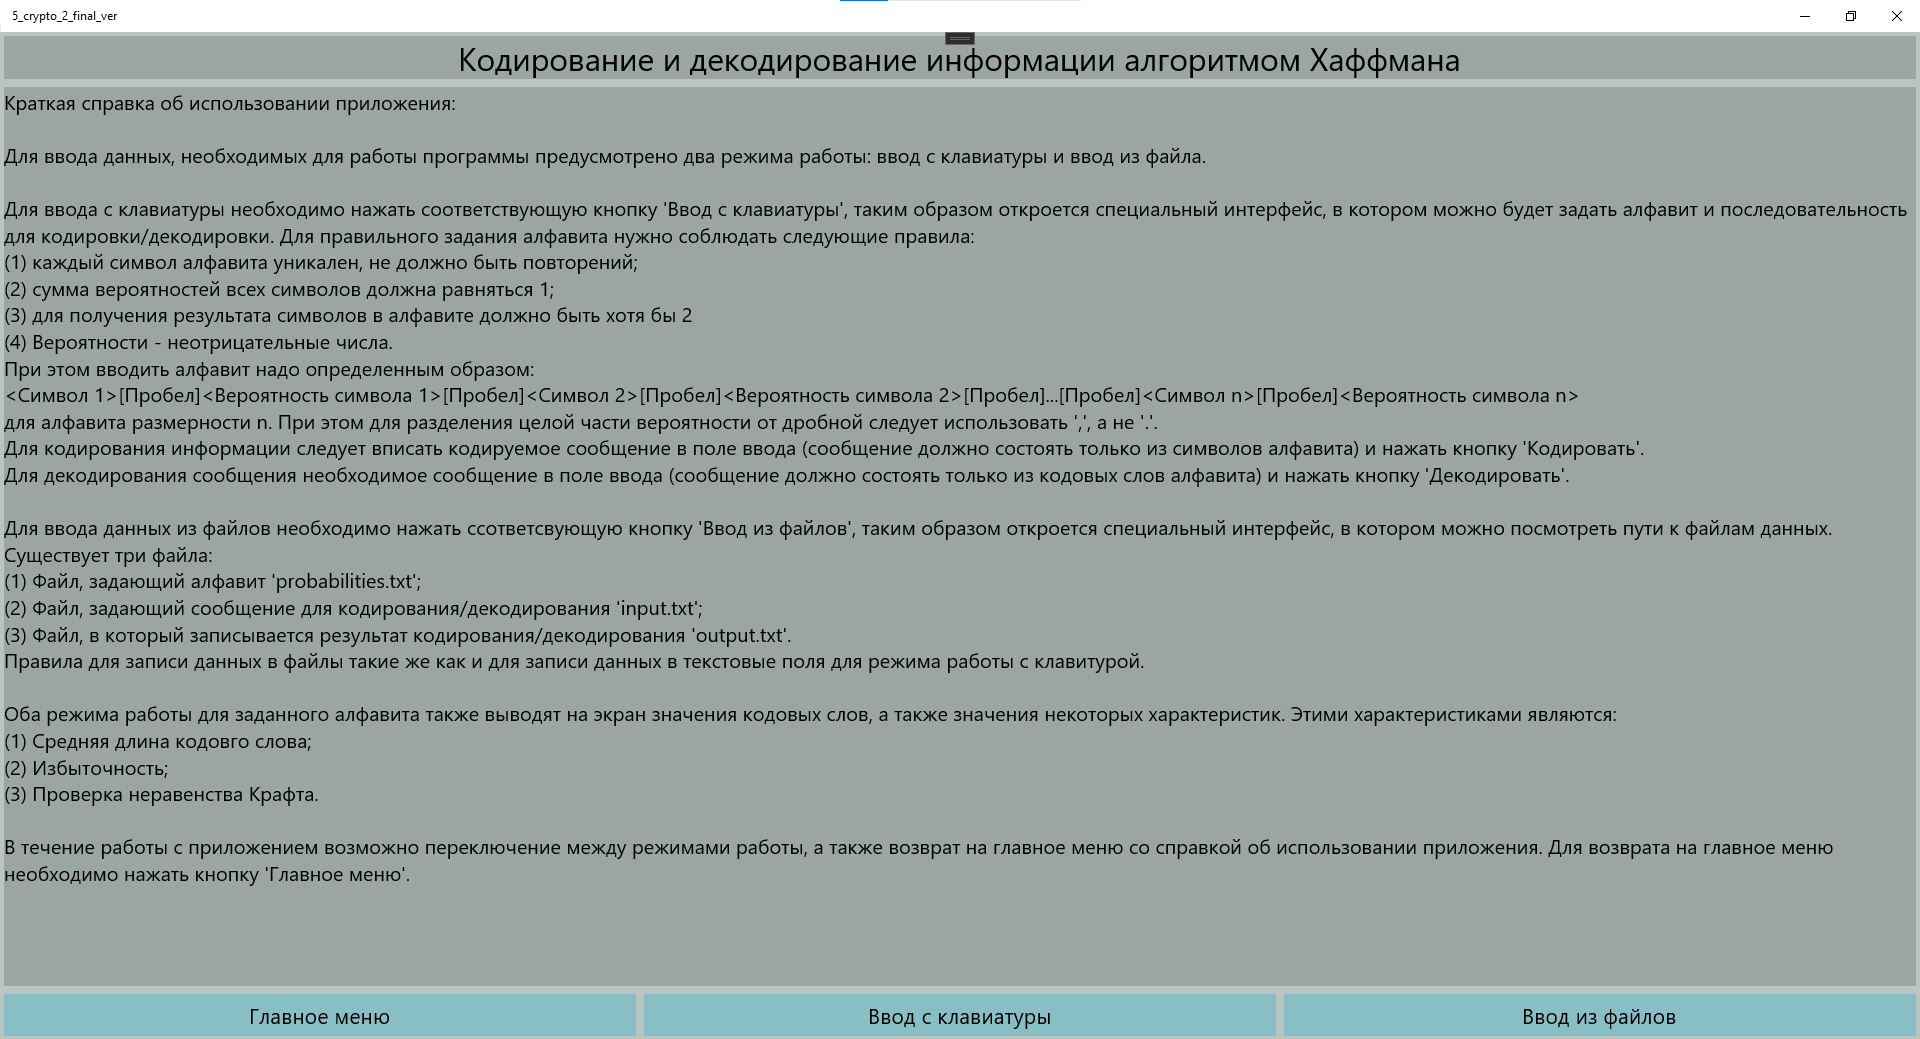 5_crypto_2_final_ver
Кодирование и декодирование информации алгоритмом Хаффмана
Краткая справка об использовании приложения:
Для ввода данных, необходимых для работы программы предусмотрено два режима работы: ввод с клавиатуры и ввод из файла.
Для ввода с клавиатуры необходимо нажать соответствующую кнопку 'Ввод с клавиатуры', таким образом откроется специальный интерфейс, в котором можно будет задать алфавит и последовательность
для кодировки/декодировки. Для правильного задания алфавита нужно соблюдать следующие правила:
(1) каждый символ алфавита уникален, не должно быть повторений;
(2) сумма вероятностей всех символов должна равняться 1;
(3) для получения результата символов в алфавите должно быть хотя бы 2
(4) Вероятности - неотрицательные числа.
При этом вводить алфавит надо определенным образом:
<Символ 1>[Пробел]<Вероятность символа 1>[Пробел]<Символ 2>[Пробел]<Вероятность символа 2>[Пробел]...[Пробел]<Символ n>[Пробел]<Вероятность символа n>
для алфавита размерности n. При этом для разделения целой части вероятности от дробной следует использовать ',', а не '.'.
Для кодирования информации следует вписать кодируемое сообщение в поле ввода (сообщение должно состоять только из символов алфавита) и нажать кнопку 'Кодировать'.
Для декодирования сообщения необходимое сообщение в поле ввода (сообщение должно состоять только из кодовых слов алфавита) и нажать кнопку 'Декодировать'.
Для ввода данных из файлов необходимо нажать ссответсвующую кнопку 'Ввод из файлов', таким образом откроется специальный интерфейс, в котором можно посмотреть пути к файлам данных.
Существует три файла:
(1) Файл, задающий алфавит 'probabilities.txt';
(2) Файл, задающий сообщение для кодирования/декодирования 'input.txt';
(3) Файл, в который записывается результат кодирования/декодирования 'output.txt'.
Правила для записи данных в файлы такие же как и для записи данных в текстовые поля для режима работы с клавитурой.
Оба режима работы для заданного алфавита также выводят на экран значения кодовых слов, а также значения некоторых характеристик. Этими характеристиками являются:
(1) Средняя длина кодовго слова;
(2) Избыточность;
(3) Проверка неравенства Крафта.
В течение работы с приложением возможно переключение между режимами работы, а также возврат на главное меню со справкой об использовании приложения. Для возврата на главное меню
необходимо нажать кнопку 'Главное меню'.
Главное меню
Ввод с клавиатуры
Ввод из файлов